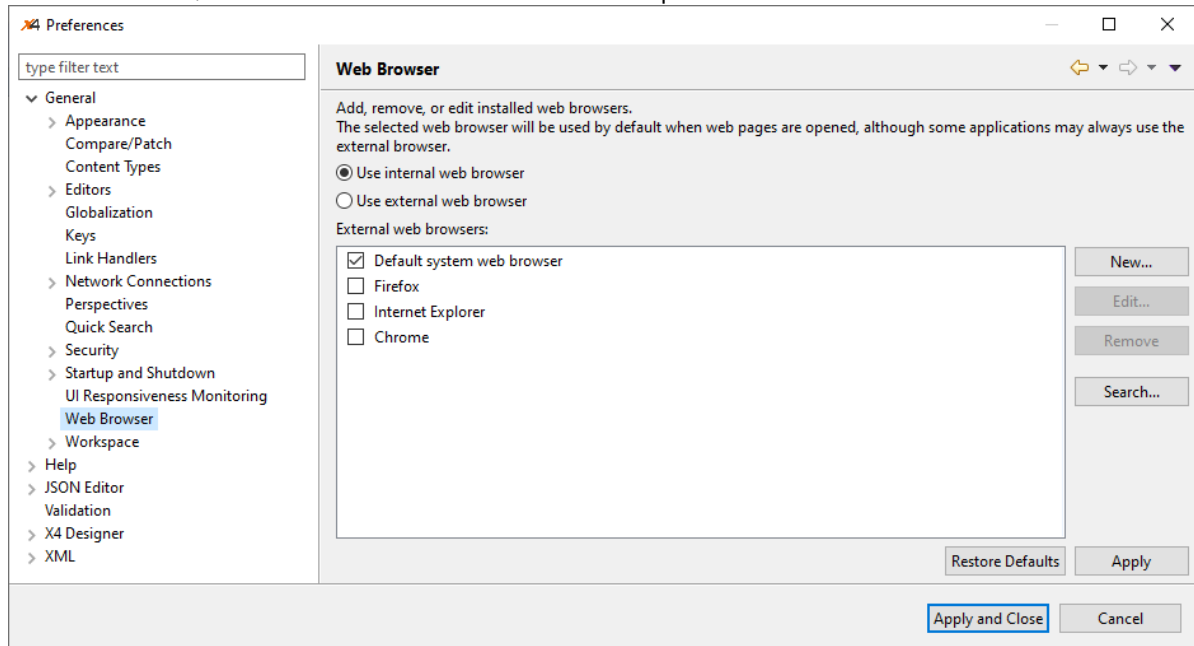 X4 Preferences
type filter text
General
Appearance
Compare/Patch
Content Types
Editors
Globalization
Keys
Link Handlers
Network Connections
Perspectives
Quick Search
Security
Startup and Shutdown
UI Responsiveness Monitoring
Web Browser
Workspace
Help
JSON Editor
Validation
X4 Designer
XML
Web Browser
Add, remove, or edit installed web browsers.
The selected web browser will be used by default when web pages are opened, although some applications may always use the
external browser.
Use internal web browser
Use external web browser
External web browsers:
Default system web browser
Firefox
Internet Explorer
Chrome
New...
Edit...
Remove
Search...
Restore Defaults
Apply
Apply and Close
Cancel